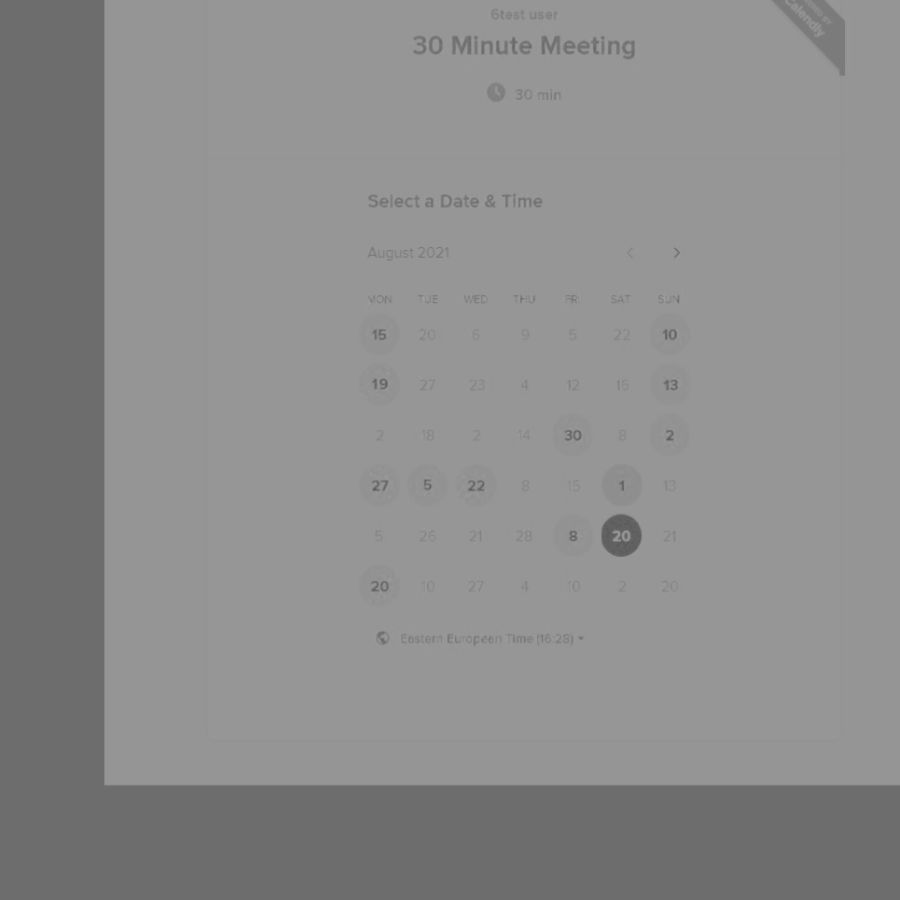 6test user
30 Minute Meeting
30 min
Calendly
Select a Date & Time
August 2021
MON TUE WED THU FRI SAT SUN
15 20 6 9 5 22 10
19 27 23 4 12 15 13
2 18 2 14 30 8 2
27 5 22 8 15 1 13
5 26 21 28 8 20 21
20 10 27 4 10 2 20
Eastern European Time (16:28)